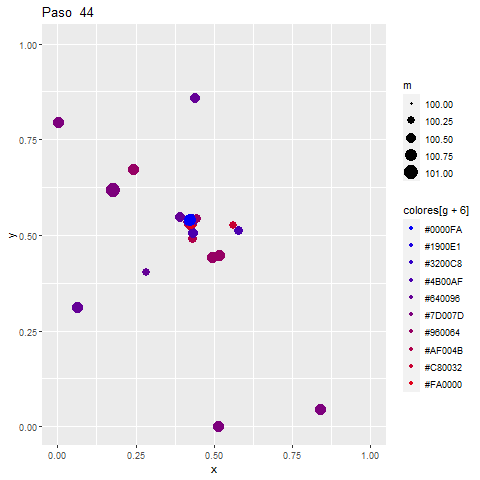 Paso 44
1.00
0.75
0.50
0.25
0.00
y
0.00 0.25 0.50 0.75 1.00
x
m
100.00
100.25
100.50
100.75
101.00
colores[g + 6]
#0000FA
#1900E1
#3200C8
#4B00AF
#640096
#7D007D
#960064
#AF004B
#C80032
#FA0000